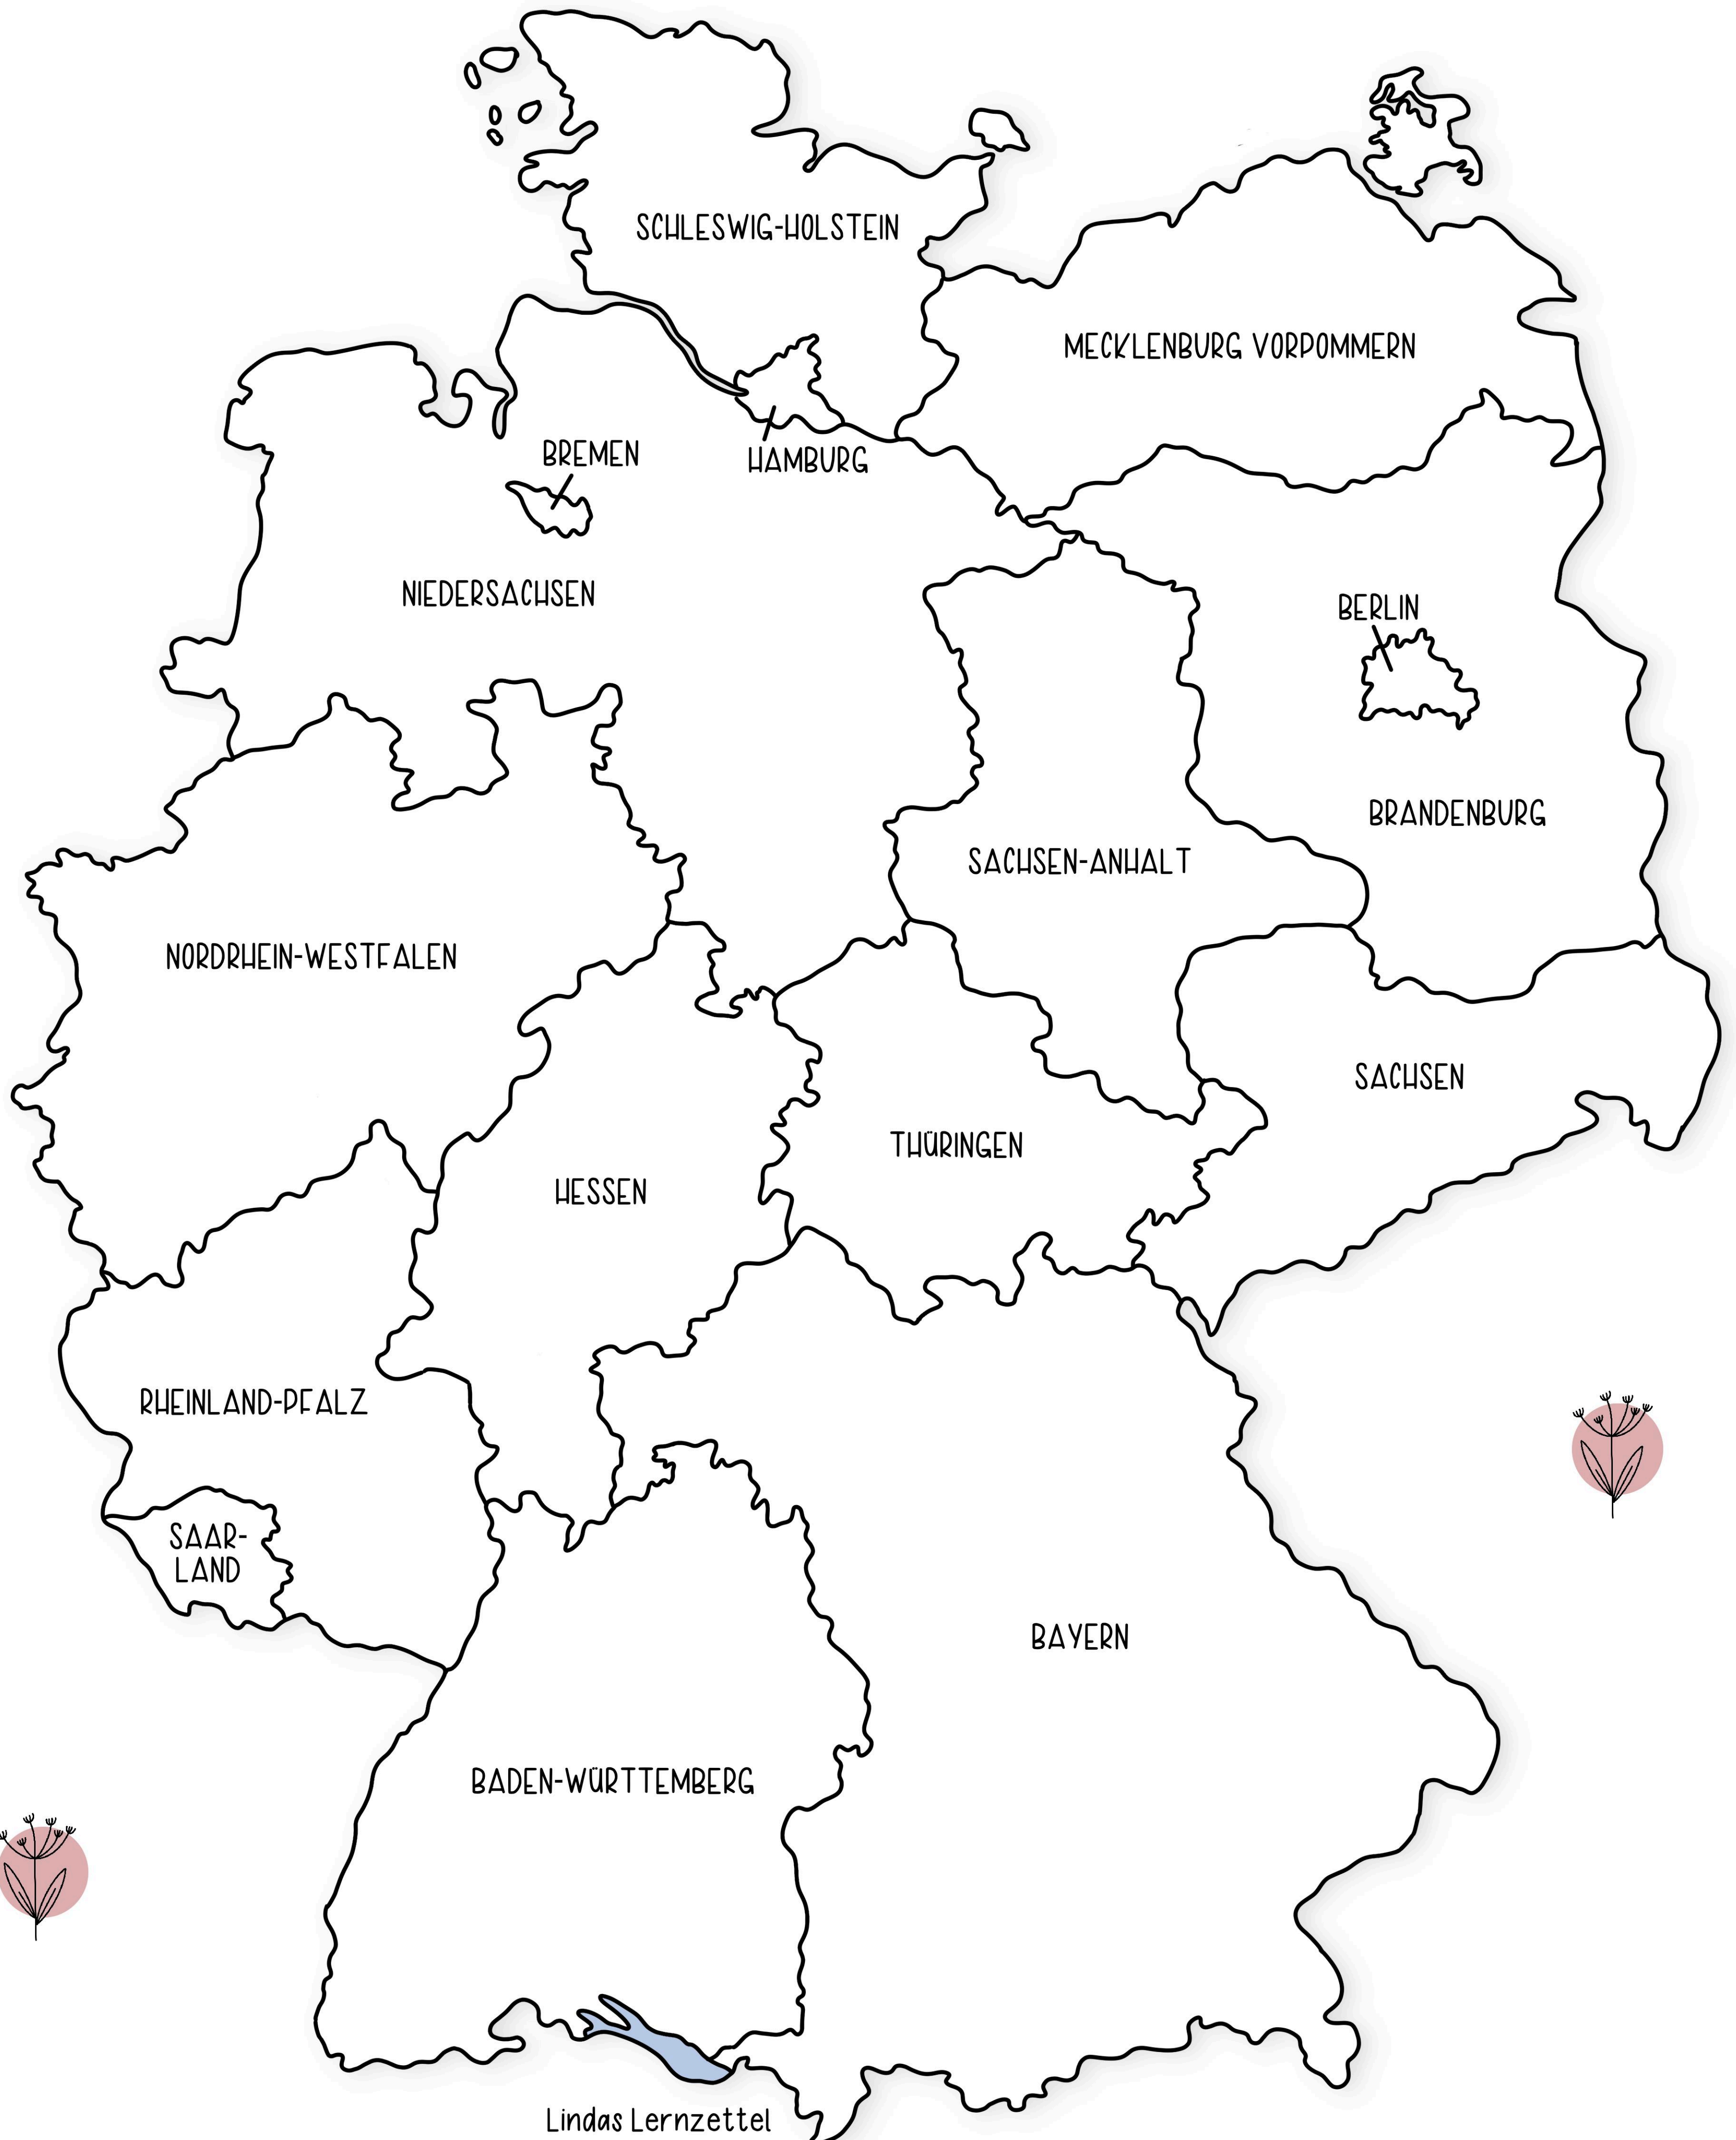 SCHLESWIG-HOLSTEIN
MECKLENBURG VORPOMMERN
BREMEN
HAMBURG
NIEDERSACHSEN
BERLIN
BRANDENBURG
SACHSEN-ANHALT
NORDRHEIN-WESTFALEN
SACHSEN
THÜRINGEN
HESSEN
RHEINLAND-PFALZ
SAAR-
LAND
BAYERN
BADEN-WÜRTTEMBERG
Lindas Lernzettel